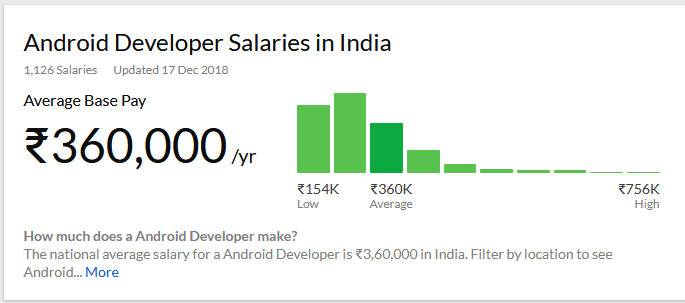 Android Developer Salaries in India
1,126 Salaries Updated 17 Dec 2018
Average Base Pay
₹360,000 /yr
₹154K ₹360K ₹756K
Low Average High
How much does a Android Developer make?
The national average salary for a Android Developer is ₹3,60,000 in India. Filter by location to see
Android... More